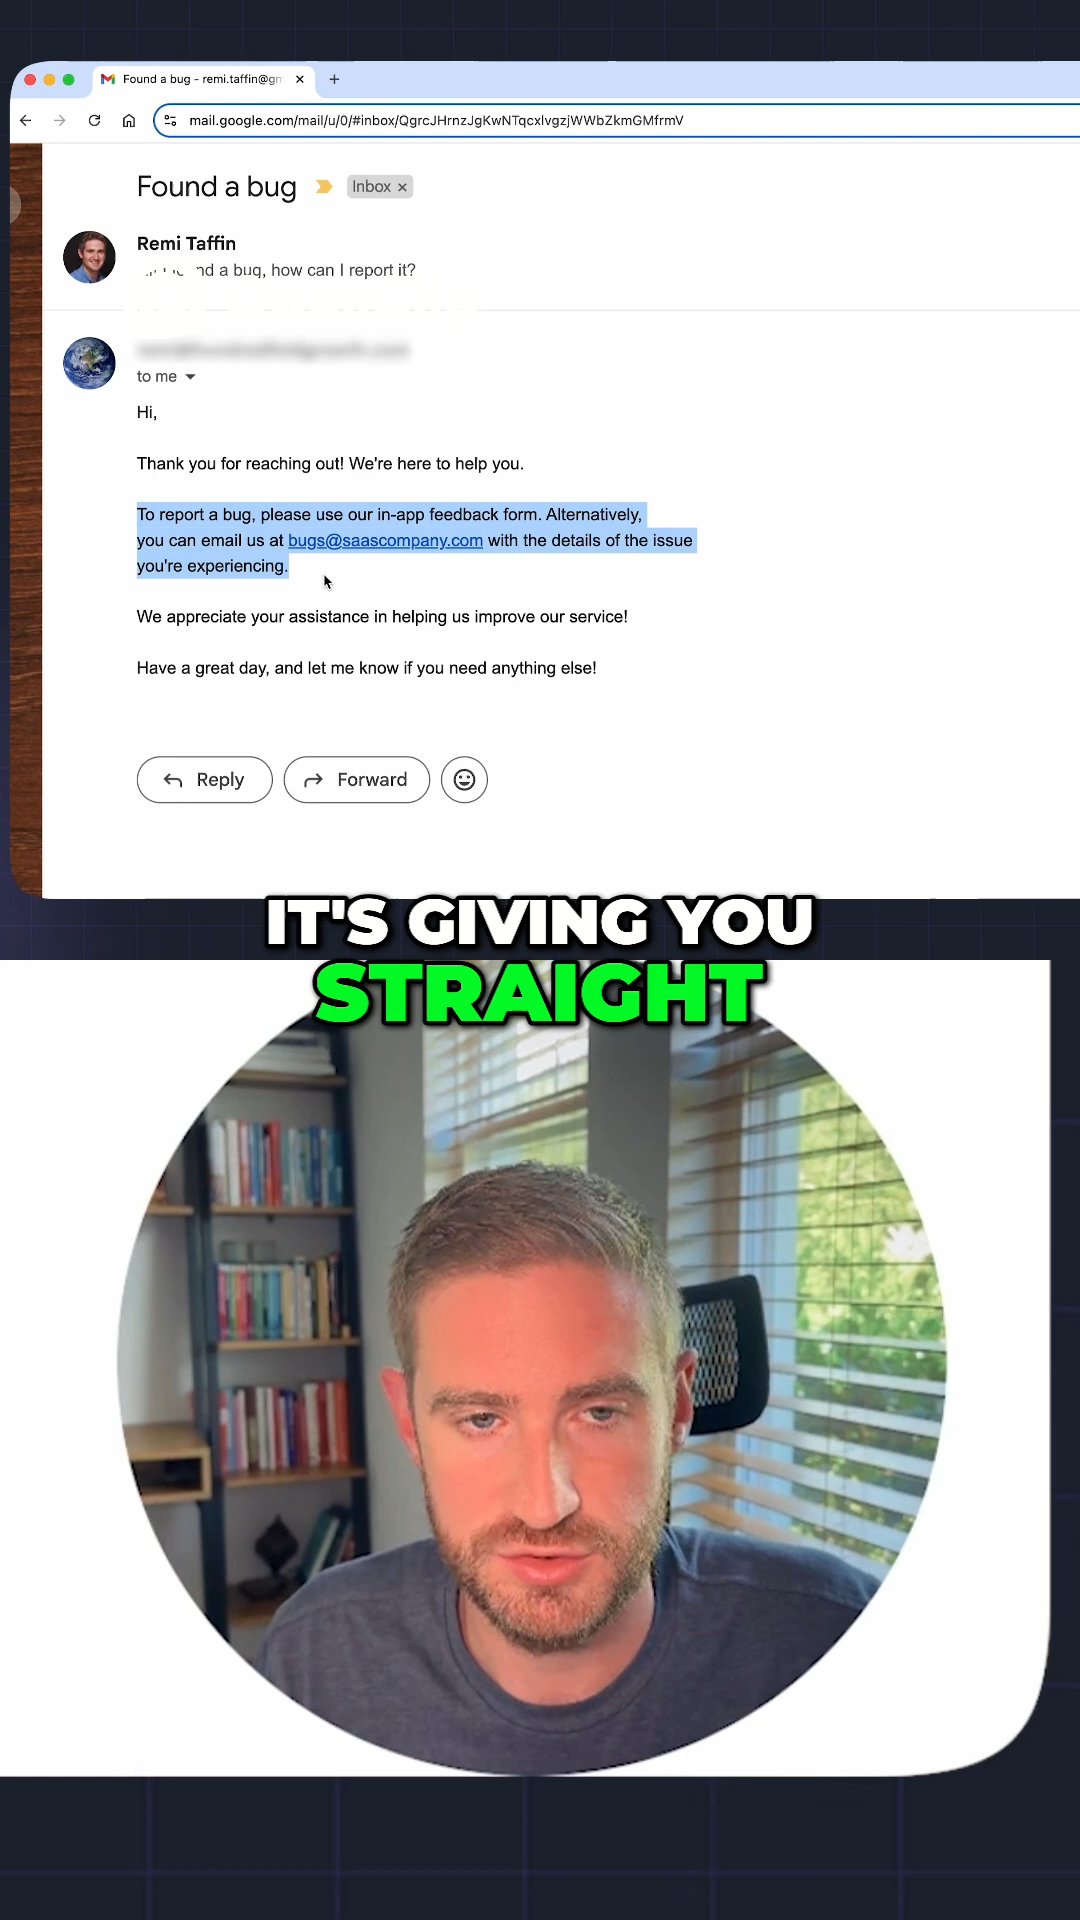 Found a bug - remi.taffin@gm
mail.google.com/mail/u/0/#inbox/QgrcJHrnzJgKwNTqcxlvgzjWWbZkmGMfrmV
Found a bug
Inbox
Remi Taffin
a bug, how can I report it?
to me
Hi,
Thank you for reaching out! We're here to help you.
To report a bug, please use our in-app feedback form. Alternatively,
you can email us at bugs@saascompany.com with the details of the issue
you're experiencing.
We appreciate your assistance in helping us improve our service!
Have a great day, and let me know if you need anything else!
Reply
Forward
IT'S GIVING YOU
STRAIGHT